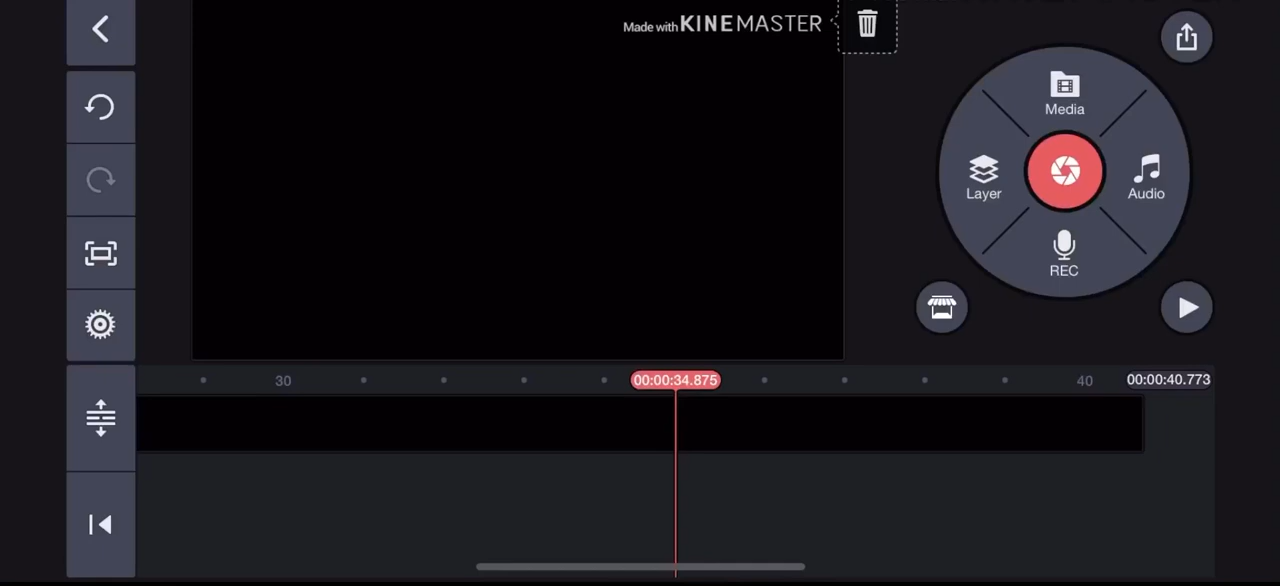 Made with KINEMASTER
Media
Layer
Audio
REC
30
00:00:34.875
40
00:00:40.773